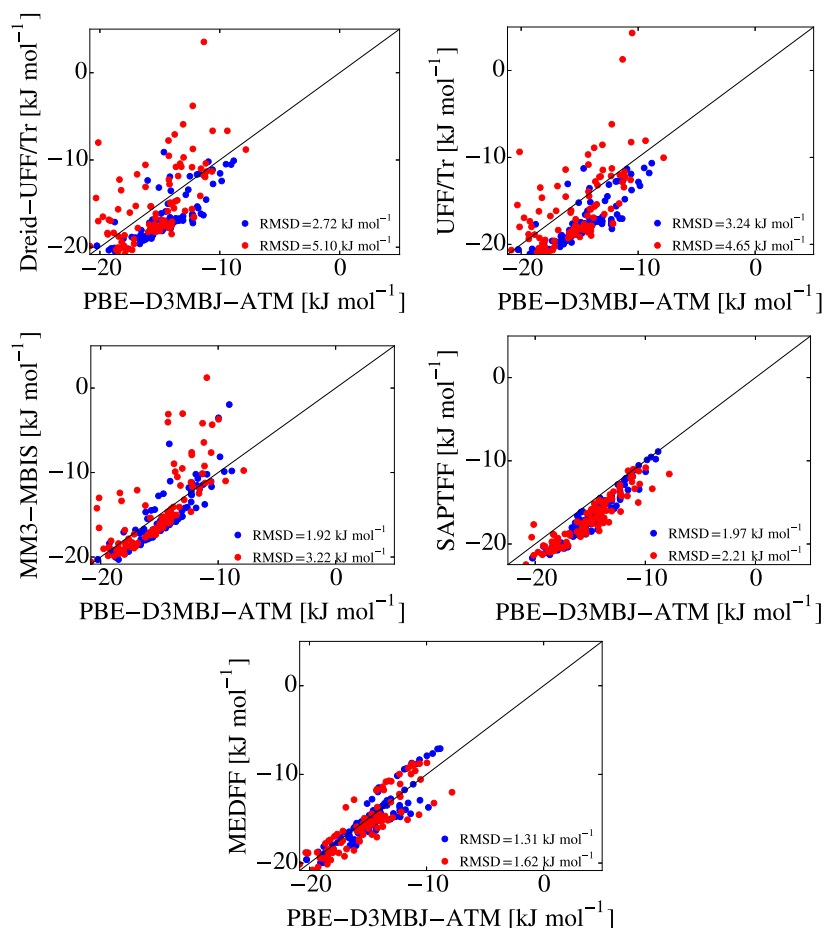 Dreid−UFF/Tr [kJ mol⁻¹]
0
−10
−20
RMSD=2.72 kJ mol⁻¹
RMSD=5.10 kJ mol⁻¹
−20 −10 0
PBE−D3MBJ−ATM [kJ mol⁻¹]
UFF/Tr [kJ mol⁻¹]
0
−10
−20
RMSD=3.24 kJ mol⁻¹
RMSD=4.65 kJ mol⁻¹
−20 −10 0
PBE−D3MBJ−ATM [kJ mol⁻¹]
MM3−MBIS [kJ mol⁻¹]
0
−10
−20
RMSD=1.92 kJ mol⁻¹
RMSD=3.22 kJ mol⁻¹
−20 −10 0
PBE−D3MBJ−ATM [kJ mol⁻¹]
SAPTFF [kJ mol⁻¹]
0
−10
−20
RMSD=1.97 kJ mol⁻¹
RMSD=2.21 kJ mol⁻¹
−20 −10 0
PBE−D3MBJ−ATM [kJ mol⁻¹]
MEDFF [kJ mol⁻¹]
0
−10
−20
RMSD=1.31 kJ mol⁻¹
RMSD=1.62 kJ mol⁻¹
−20 −10 0
PBE−D3MBJ−ATM [kJ mol⁻¹]